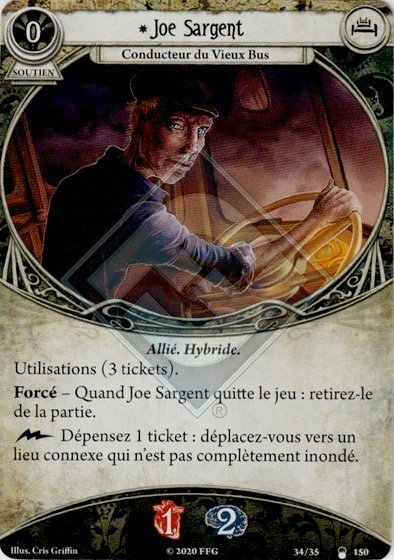 0
* Joe Sargent
SOUTIEN
Conducteur du Vieux Bus
Allié. Hybride.
Utilisations (3 tickets).
Forcé – Quand Joe Sargent quitte le jeu : retirez-le
de la partie.
Dépensez 1 ticket : déplacez-vous vers un
lieu connexe qui n'est pas complètement inondé.
®
1
2
Illus. Cris Griffin
© 2020 FFG
34/35
150